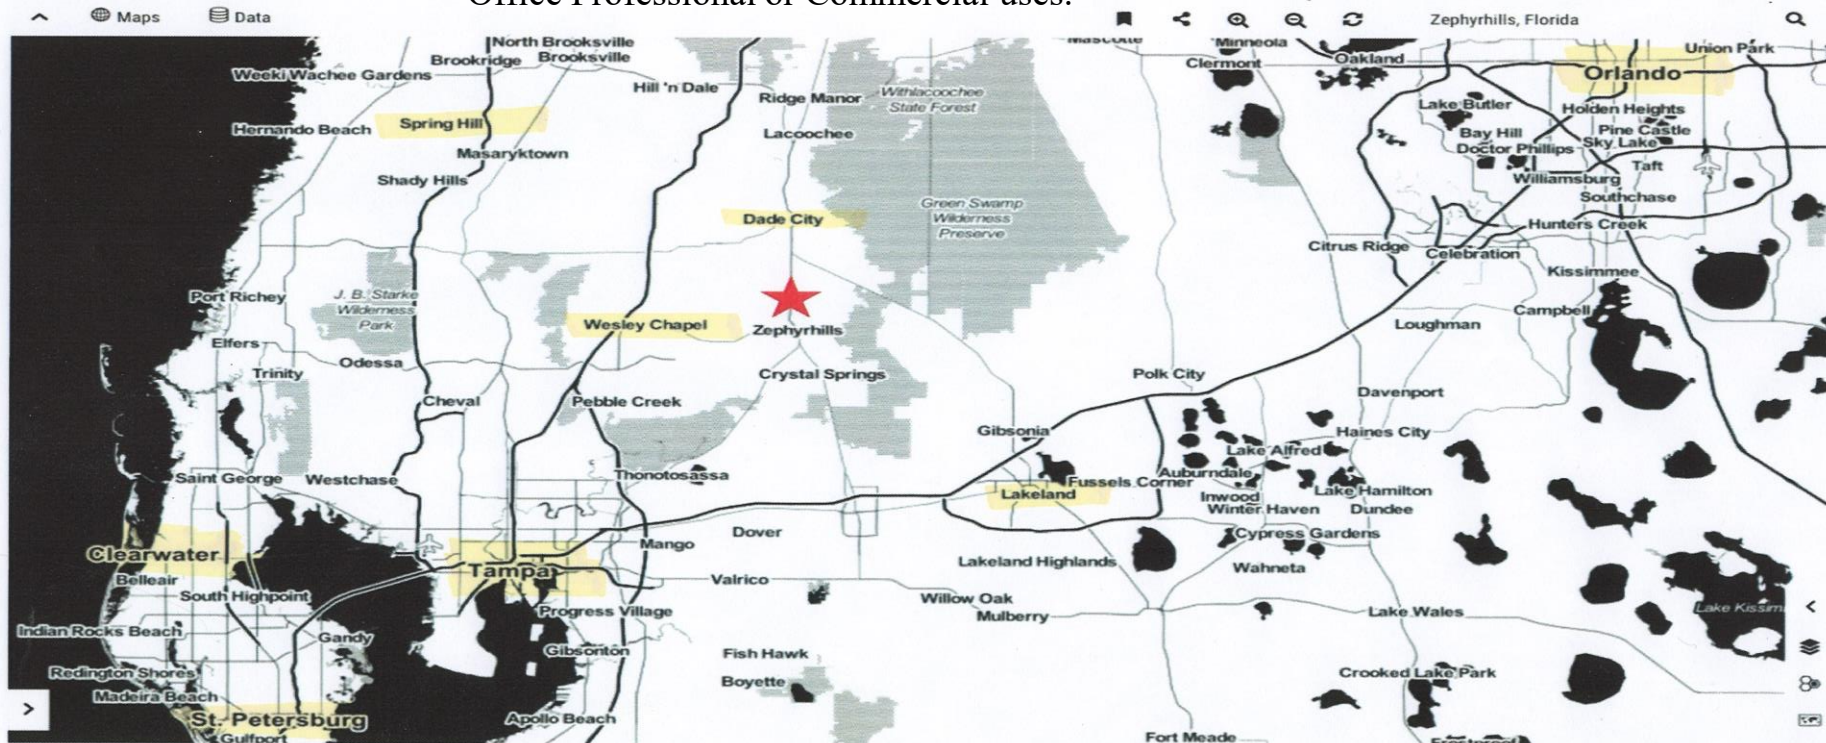 Office Professional or Commercial uses.
Maps
Data
Zephyrhills, Florida
North Brooksville
Mascotte
Minneola
Union Park
Brookridge
Brooksville
Clermont
Oakland
Orlando
Weeki Wachee Gardens
Hill 'n Dale
Ridge Manor
Withlacoochee
State Forest
Lake Butler
Holden Heights
Spring Hill
Hernando Beach
Lacoochee
Bay Hill
Pine Castle
Doctor Phillips
Sky Lake
Masaryktown
Taft
Shady Hills
Williamsburg
Southchase
Green Swamp
Wilderness
Preserve
Dade City
Hunters Creek
Citrus Ridge
Celebration
Kissimmee
Port Richey
J. B. Starke
Wilderness
Park
Campbell
Wesley Chapel
Zephyrhills
Loughman
Elfers
Odessa
Trinity
Crystal Springs
Polk City
Davenport
Cheval
Pebble Creek
Gibsonia
Haines City
Lake Alfred
Saint George
Westchase
Thonotosassa
Auburndale
Fussels Corner
Lakeland
Inwood
Lake Hamilton
Winter Haven
Dundee
Dover
Cypress Gardens
Mango
Clearwater
Lakeland Highlands
Wahneta
Tampa
Belleair
Valrico
South Highpoint
Willow Oak
Progress Village
Mulberry
Lake Wales
Indian Rocks Beach
Gandy
Gibsonton
Fish Hawk
Redington Shores
Crooked Lake Park
Boyette
Madeira Beach
St. Petersburg
Apollo Beach
Gulfport
Fort Meade
Frostproof